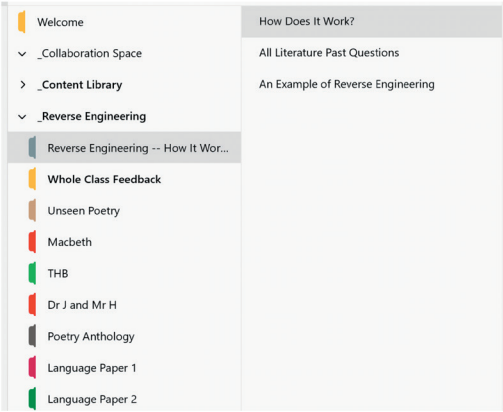 Welcome
_Collaboration Space
_Content Library
_Reverse Engineering
Reverse Engineering -- How It Wor...
Whole Class Feedback
Unseen Poetry
Macbeth
THB
Dr J and Mr H
Poetry Anthology
Language Paper 1
Language Paper 2
How Does It Work?
All Literature Past Questions
An Example of Reverse Engineering